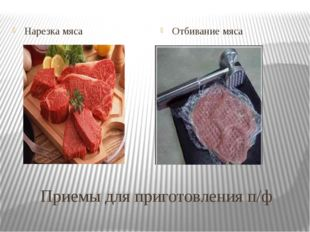 Нарезка мяса
Отбивание мяса
Приемы для приготовления п/ф